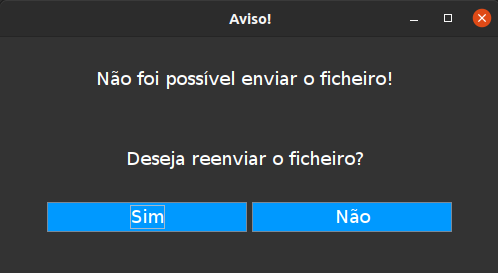 Aviso!
Não foi possível enviar o ficheiro!
Deseja reenviar o ficheiro?
Sim
Não